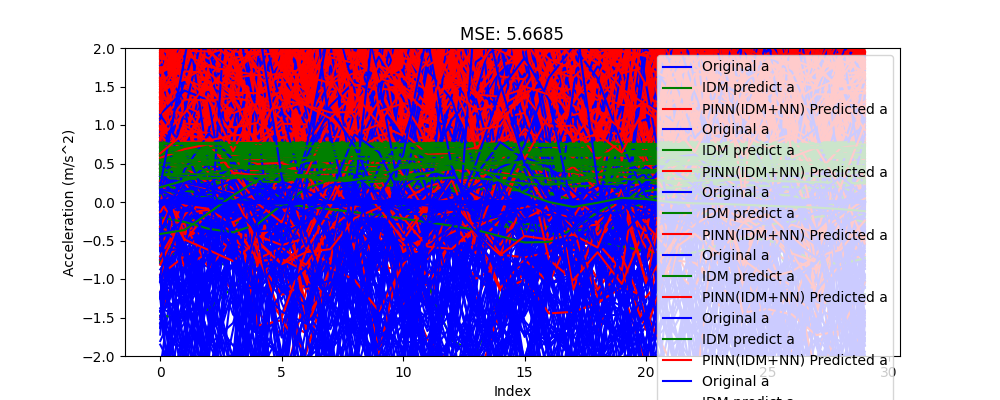 MSE: 5.6685
2.0
1.5
1.0
0.5
0.0
−0.5
−1.0
−1.5
−2.0
Acceleration (m/s^2)
0
5
10
15
20
25
30
Index
Original a
IDM predict a
PINN(IDM+NN) Predicted a
Original a
IDM predict a
PINN(IDM+NN) Predicted a
Original a
IDM predict a
PINN(IDM+NN) Predicted a
Original a
IDM predict a
PINN(IDM+NN) Predicted a
Original a
IDM predict a
PINN(IDM+NN) Predicted a
Original a
IDM predict a